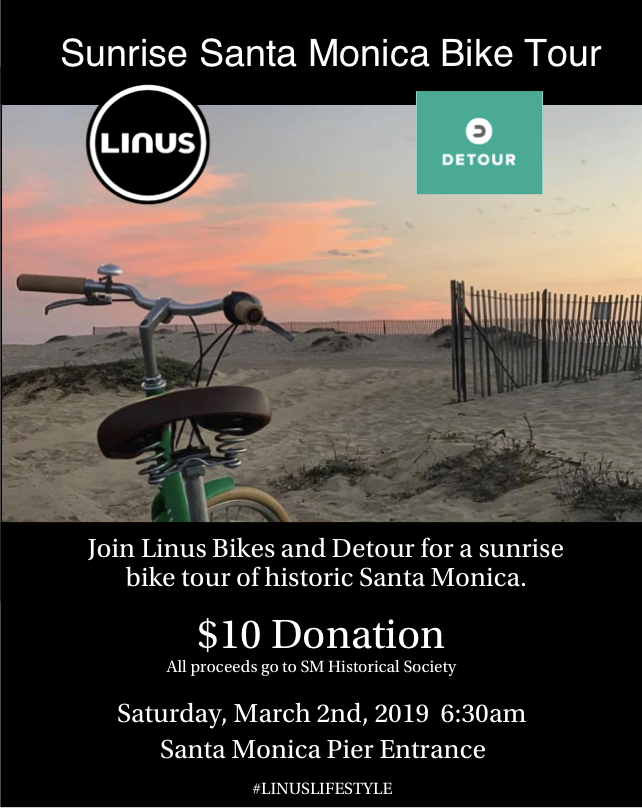 Sunrise Santa Monica Bike Tour
LINUS
DETOUR
Join Linus Bikes and Detour for a sunrise
bike tour of historic Santa Monica.
$10 Donation
All proceeds go to SM Historical Society
Saturday, March 2nd, 2019 6:30am
Santa Monica Pier Entrance
#LINUSLIFESTYLE